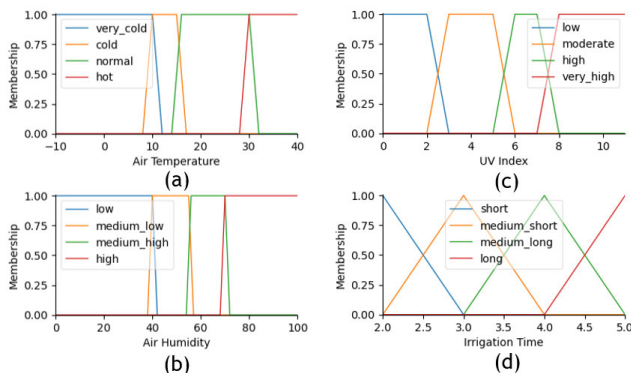 1.00
0.75
0.50
0.25
0.00
Membership
very_cold
cold
normal
hot
-10 0 10 20 30 40
Air Temperature
(a)
1.00
0.75
0.50
0.25
0.00
Membership
low
moderate
high
very_high
0 2 4 6 8 10
UV Index
(c)
1.00
0.75
0.50
0.25
0.00
Membership
low
medium_low
medium_high
high
0 20 40 60 80 100
Air Humidity
(b)
1.00
0.75
0.50
0.25
0.00
Membership
short
medium_short
medium_long
long
2.0 2.5 3.0 3.5 4.0 4.5 5.0
Irrigation Time
(d)